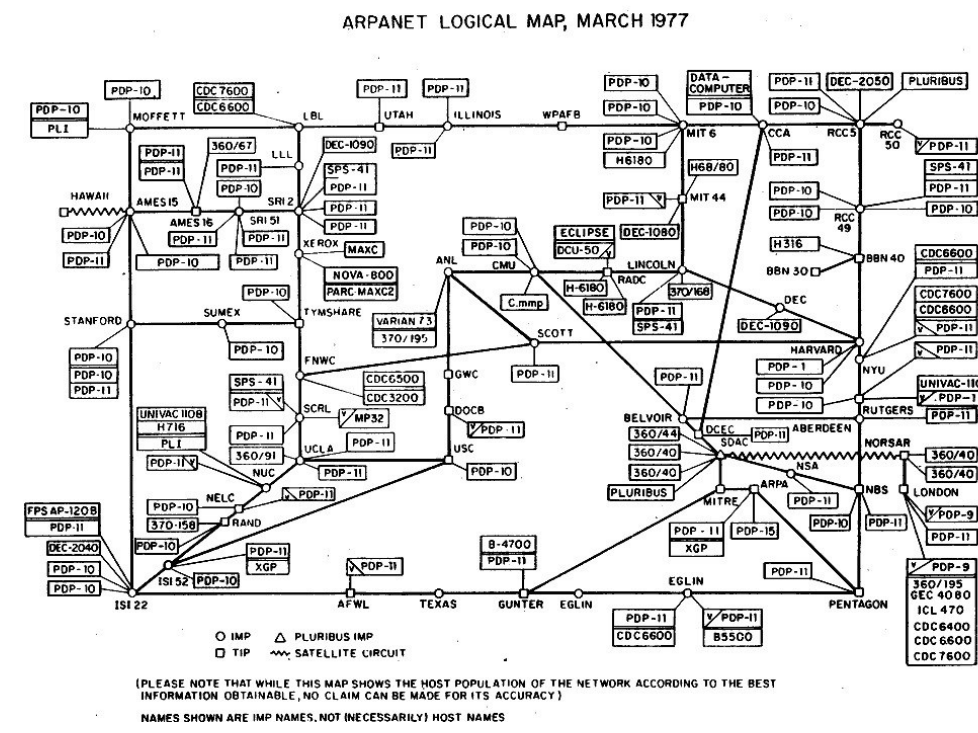 ARPANET LOGICAL MAP, MARCH 1977
PDP-10
PLI
PDP-10
MOFFETT
CDC7600
CDC6600
LBL
PDP-11
UTAH
PDP-11
ILLINOIS
PDP-11
WPAFB
PDP-10
PDP-10
MIT 6
PDP-10
H6180
DATA-
COMPUTER
PDP-10
CCA
PDP-11
PDP-11
PDP-10
DEC-2050
PLURIBUS
RCC 5
RCC
50
PDP-11
PDP-11
PDP-11
360/67
LLL
PDP-11
PDP-10
DEC-1090
SPS-41
PDP-11
PDP-11
PDP-11
HAWAII
AMES15
AMES 16
SRI 51
SRI 2
PDP-10
PDP-11
PDP-10
PDP-11
PDP-11
H68/80
PDP-11
MIT 44
DEC-1080
PDP-10
PDP-10
RCC
49
SPS-41
PDP-11
PDP-10
XEROX
MAXC
NOVA-800
PARC MAXC2
ANL
PDP-10
PDP-10
CMU
C.mmp
ECLIPSE
DCU-50
RADC
H-6180
H-6180
LINCOLN
370/168
PDP-11
SPS-41
H316
BBN 30
BBN 40
CDC6600
PDP-11
CDC7600
CDC6600
PDP-11
PDP-11
STANFORD
SUMEX
PDP-10
TYMSHARE
PDP-10
PDP-10
PDP-10
PDP-11
VARIAN 73
370/195
SCOTT
PDP-11
DEC
DEC-1090
HARVARD
PDP-1
PDP-10
NYU
FNWC
CDC6500
CDC3200
GWC
PDP-11
PDP-10
RUTGERS
UNIVAC-110
PDP-1
PDP-11
SPS-41
PDP-11
SCRL
MP32
PDP-11
DOCB
PDP-11
BELVOIR
DCEC
PDP-11
ABERDEEN
UNIVAC 1108
H716
PLI
PDP-11
NUC
360/91
UCLA
PDP-11
PDP-11
USC
PDP-10
360/44
360/40
360/40
PLURIBUS
SDAC
NORSAR
360/40
360/40
NSA
PDP-11
NELC
PDP-10
PDP-11
370-158
RAND
PDP-10
MITRE
ARPA
PDP-11
XGP
PDP-15
NBS
PDP-10
PDP-11
LONDON
PDP-9
PDP-11
FPS AP-120B
PDP-11
DEC-2040
PDP-10
PDP-10
ISI 22
ISI 52
PDP-11
XGP
PDP-10
PDP-11
AFWL
TEXAS
B-4700
PDP-11
GUNTER
EGLIN
EGLIN
PDP-11
CDC6600
PDP-11
B5500
PDP-11
PENTAGON
PDP-9
360/195
GEC 4080
ICL 470
CDC6400
CDC 6600
CDC 7600
IMP
PLURIBUS IMP
TIP
SATELLITE CIRCUIT
(PLEASE NOTE THAT WHILE THIS MAP SHOWS THE HOST POPULATION OF THE NETWORK ACCORDING TO THE BEST
INFORMATION OBTAINABLE, NO CLAIM CAN BE MADE FOR ITS ACCURACY)
NAMES SHOWN ARE IMP NAMES, NOT (NECESSARILY) HOST NAMES